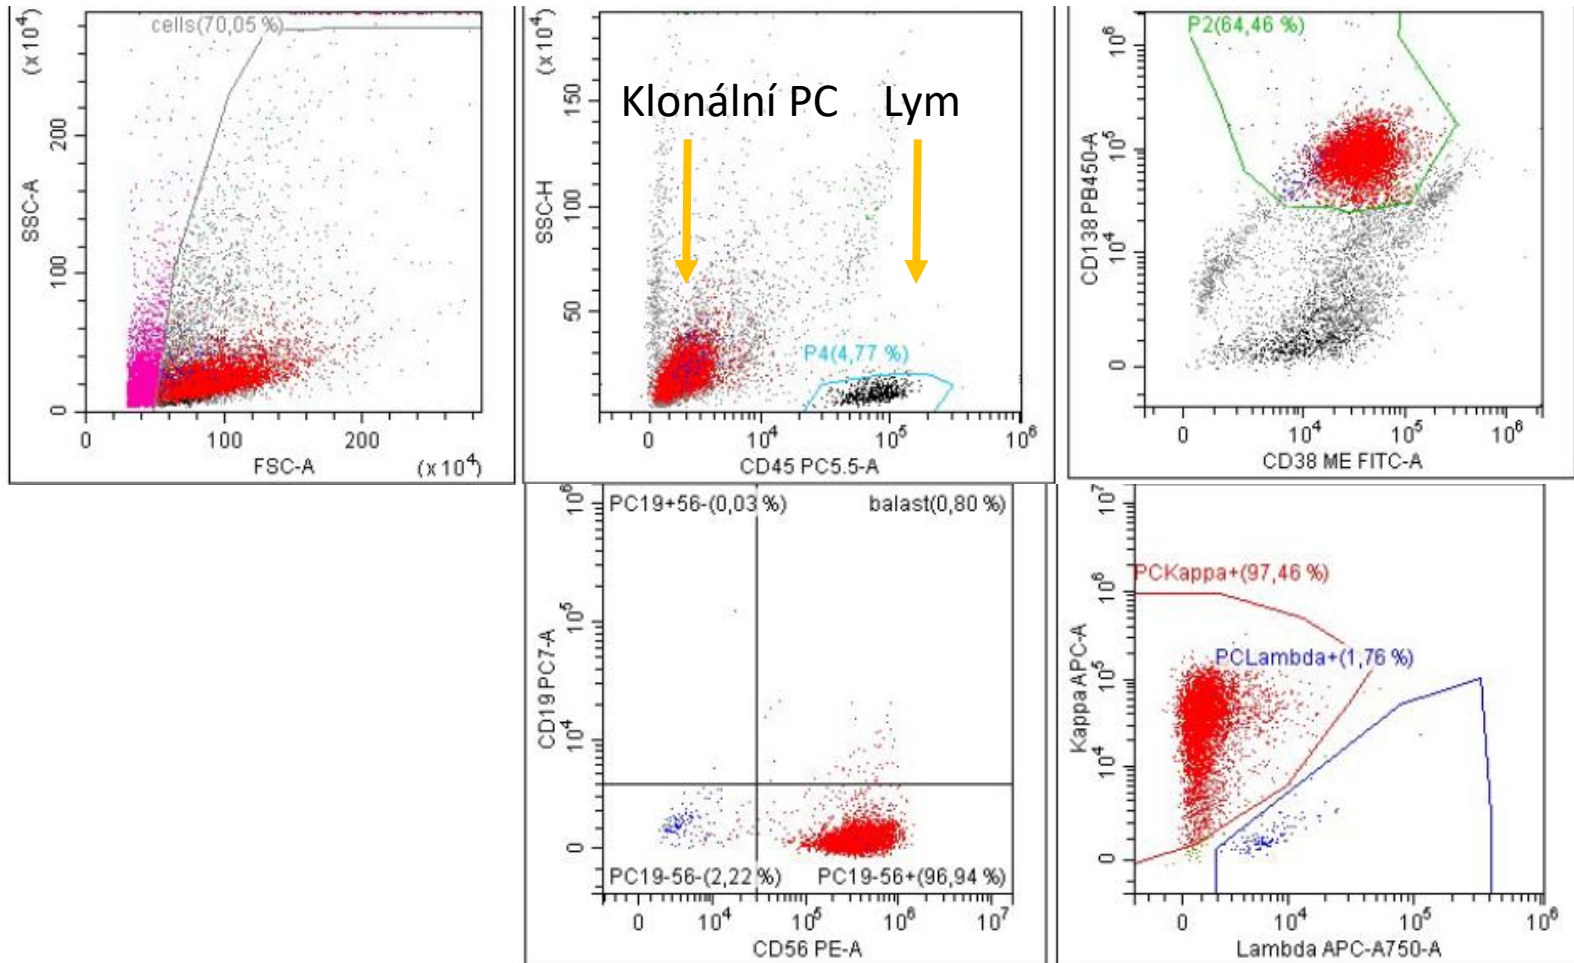 cells(70,05 %)
(x10⁴)
SSC-A
200
100
0
0
100
200
FSC-A
(x10⁴)
Klonální PC
Lym
(x10⁴)
SSC-H
150
100
50
P4(4,77 %)
0
10⁴
10⁵
10⁶
CD45 PC5.5-A
P2(64,46 %)
CD138 PB450-A
10⁶
10⁵
10⁴
0
0
10⁴
10⁵
10⁶
CD38 ME FITC-A
PC19+56-(0,03 %)
balast(0,80 %)
CD19 PC7-A
10⁶
10⁵
10⁴
0
PC19-56-(2,22 %)
PC19-56+(96,94 %)
0
10⁴
10⁵
10⁶
10⁷
CD56 PE-A
PCKappa+(97,46 %)
PCLambda+(1,76 %)
Kappa APC-A
10⁷
10⁶
10⁵
10⁴
0
0
10⁴
10⁵
10⁶
Lambda APC-A750-A